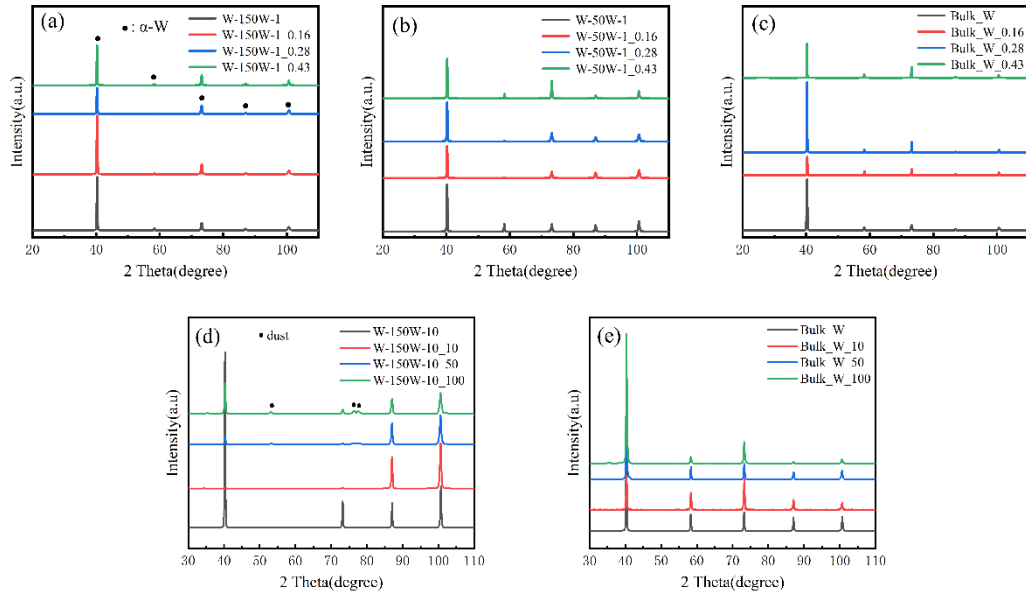 (a)
● : α-W
W-150W-1
W-150W-1_0.16
W-150W-1_0.28
W-150W-1_0.43
Intensity(a.u.)
20 40 60 80 100
2 Theta(degree)
(b)
W-50W-1
W-50W-1_0.16
W-50W-1_0.28
W-50W-1_0.43
Intensity(a.u.)
20 40 60 80 100
2 Theta(degree)
(c)
Bulk_W
Bulk_W_0.16
Bulk_W_0.28
Bulk_W_0.43
Intensity(a.u.)
20 40 60 80 100
2 Theta(degree)
(d)
• dust
W-150W-10
W-150W-10_10
W-150W-10_50
W-150W-10_100
Intensity(a.u)
30 40 50 60 70 80 90 100 110
2 Theta(degree)
(e)
Bulk_W
Bulk_W_10
Bulk_W_50
Bulk_W_100
Intensity(a.u)
30 40 50 60 70 80 90 100 110
2 Theta(degree)